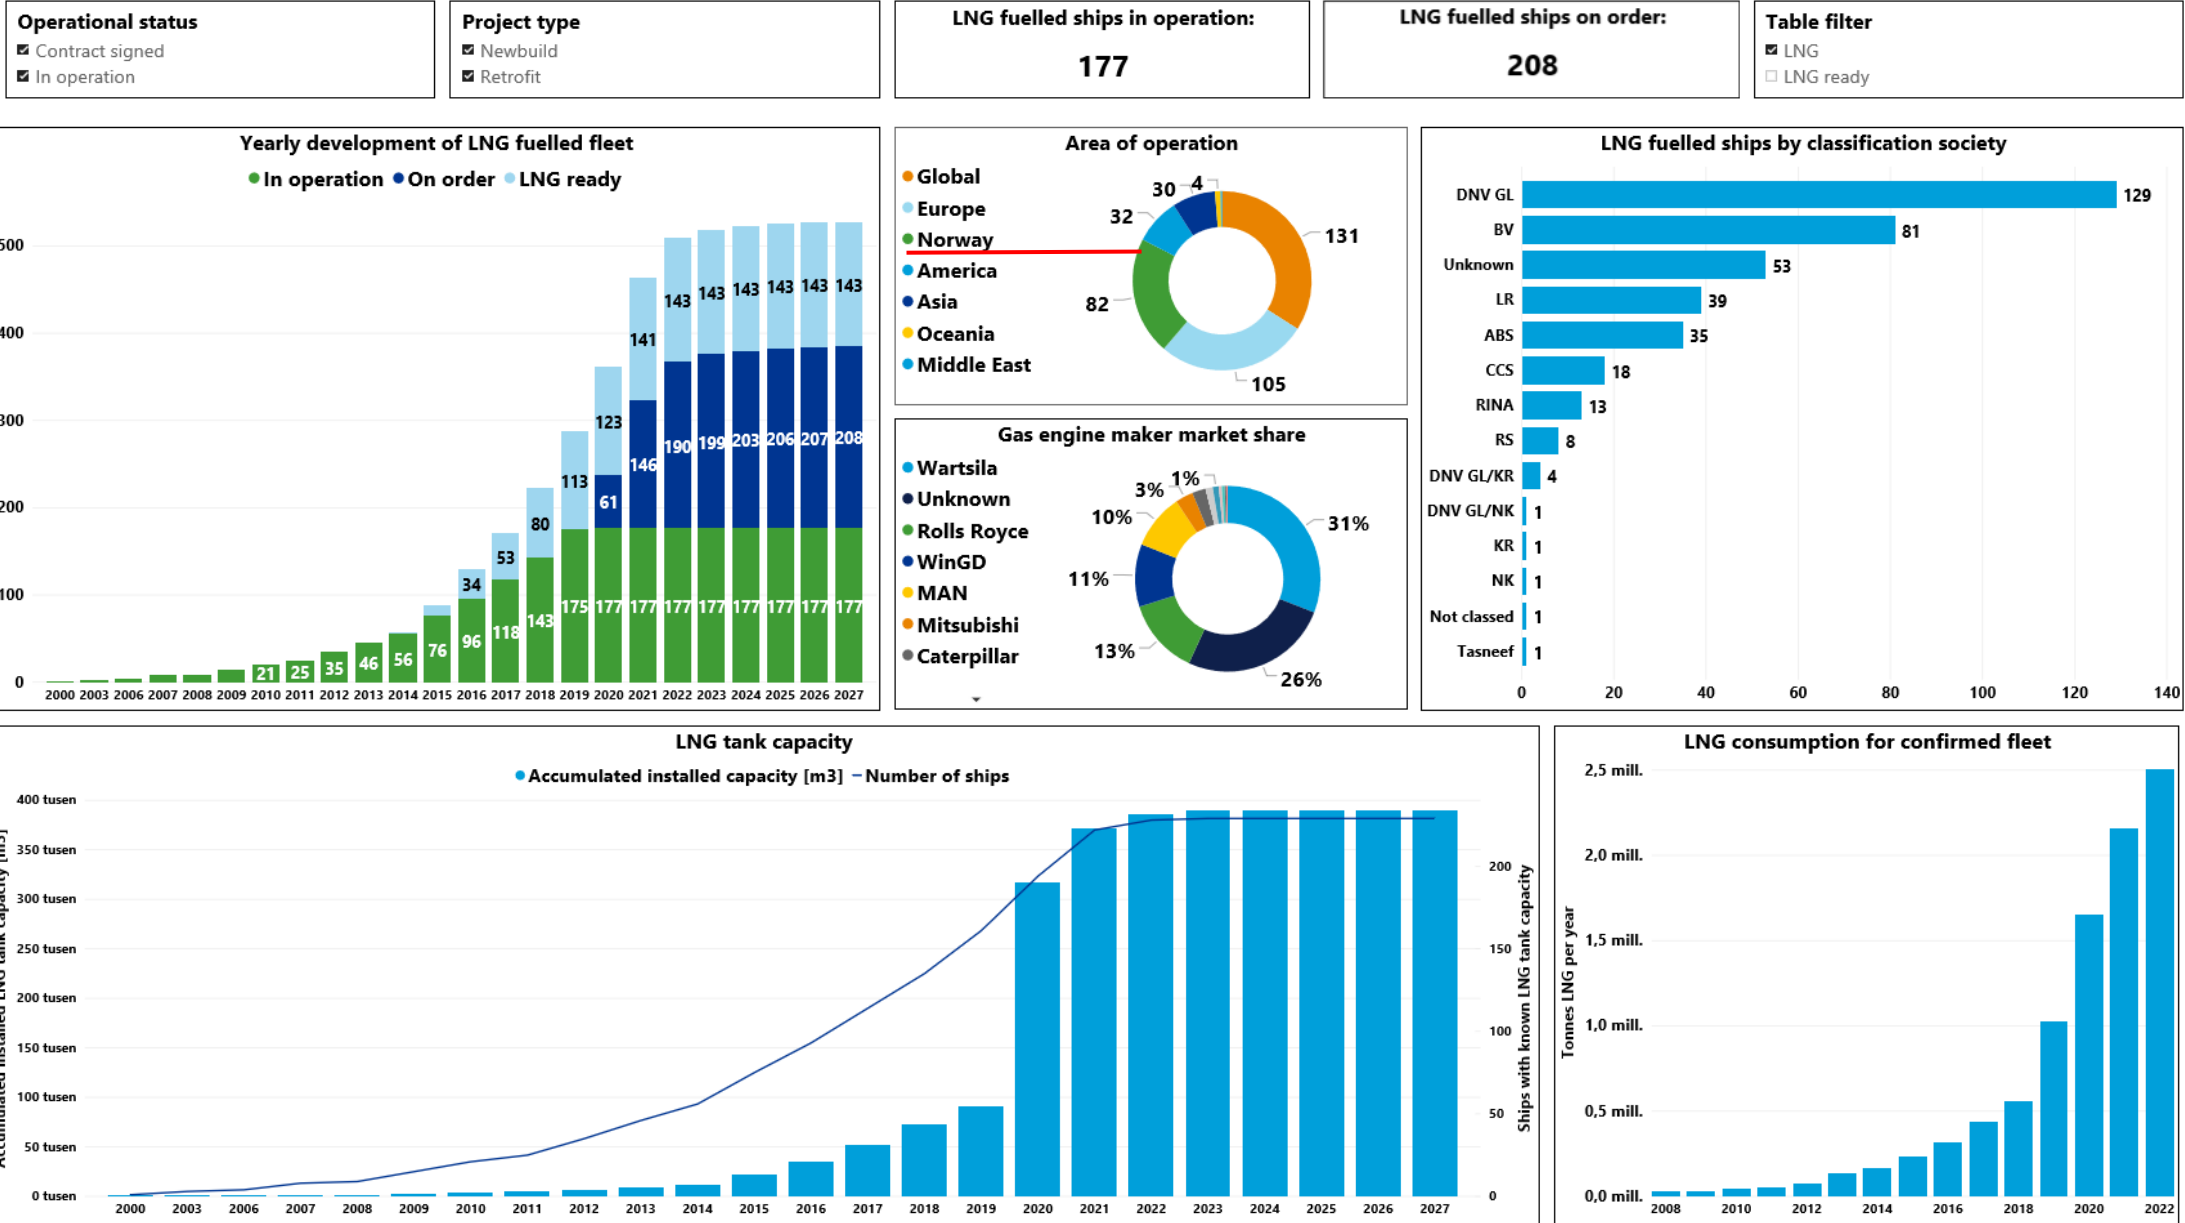 Operational status
Contract signed
In operation
Project type
Newbuild
Retrofit
LNG fuelled ships in operation:
177
LNG fuelled ships on order:
208
Table filter
LNG
LNG ready
Yearly development of LNG fuelled fleet
In operation On order LNG ready
500
400
300
200
100
0
21 25 35 46 56 76 96 118 143 175 177 177 177 177 177 177 177 177
61 146 190 199 203 206 207 208
34 53 80 113 123 141 143 143 143 143 143 143
2000 2003 2006 2007 2008 2009 2010 2011 2012 2013 2014 2015 2016 2017 2018 2019 2020 2021 2022 2023 2024 2025 2026 2027
Area of operation
Global
Europe
Norway
America
Asia
Oceania
Middle East
131
105
82
32
30
4
Gas engine maker market share
Wartsila
Unknown
Rolls Royce
WinGD
MAN
Mitsubishi
Caterpillar
31%
26%
13%
11%
10%
3%
1%
LNG fuelled ships by classification society
DNV GL 129
BV 81
Unknown 53
LR 39
ABS 35
CCS 18
RINA 13
RS 8
DNV GL/KR 4
DNV GL/NK 1
KR 1
NK 1
Not classed 1
Tasneef 1
0 20 40 60 80 100 120 140
LNG tank capacity
Accumulated installed capacity [m3] Number of ships
Accumulated installed LNG tank capacity [m3]
400 tusen
350 tusen
300 tusen
250 tusen
200 tusen
150 tusen
100 tusen
50 tusen
0 tusen
200
150
100
50
0
Ships with known LNG tank capacity
2000 2003 2006 2007 2008 2009 2010 2011 2012 2013 2014 2015 2016 2017 2018 2019 2020 2021 2022 2023 2024 2025 2026 2027
LNG consumption for confirmed fleet
Tonnes LNG per year
2,5 mill.
2,0 mill.
1,5 mill.
1,0 mill.
0,5 mill.
0,0 mill.
2008 2010 2012 2014 2016 2018 2020 2022